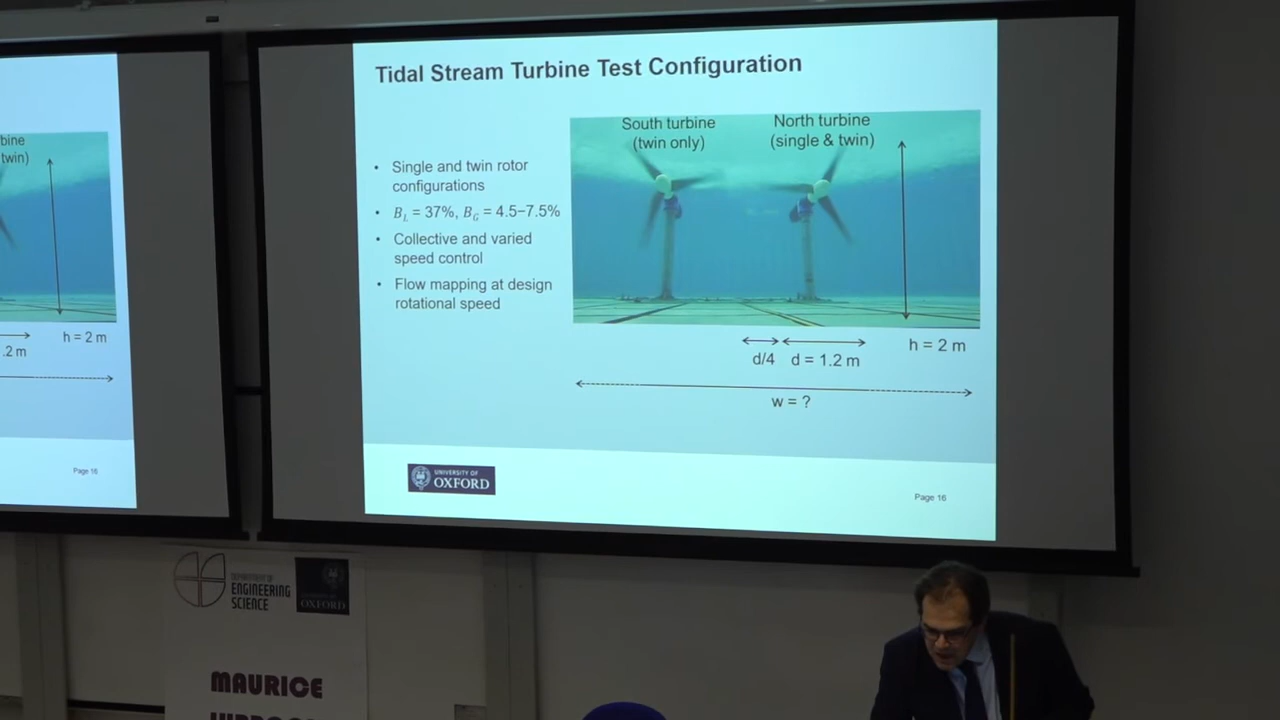 bine
twin)
.2 m
h = 2 m
Page 16
Tidal Stream Turbine Test Configuration
• Single and twin rotor
configurations
• B_L = 37%, B_G = 4.5–7.5%
• Collective and varied
speed control
• Flow mapping at design
rotational speed
South turbine
(twin only)
North turbine
(single & twin)
d/4 d = 1.2 m
h = 2 m
w = ?
UNIVERSITY OF
OXFORD
Page 16
DEPARTMENT OF
ENGINEERING
SCIENCE
UNIVERSITY OF
OXFORD
MAURICE